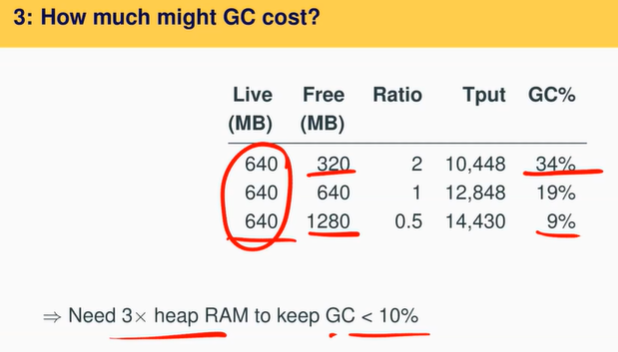 3: How much might GC cost?
Live Free Ratio Tput GC%
(MB) (MB)
640 320 2 10,448 34%
640 640 1 12,848 19%
640 1280 0.5 14,430 9%
⇒ Need 3× heap RAM to keep GC < 10%